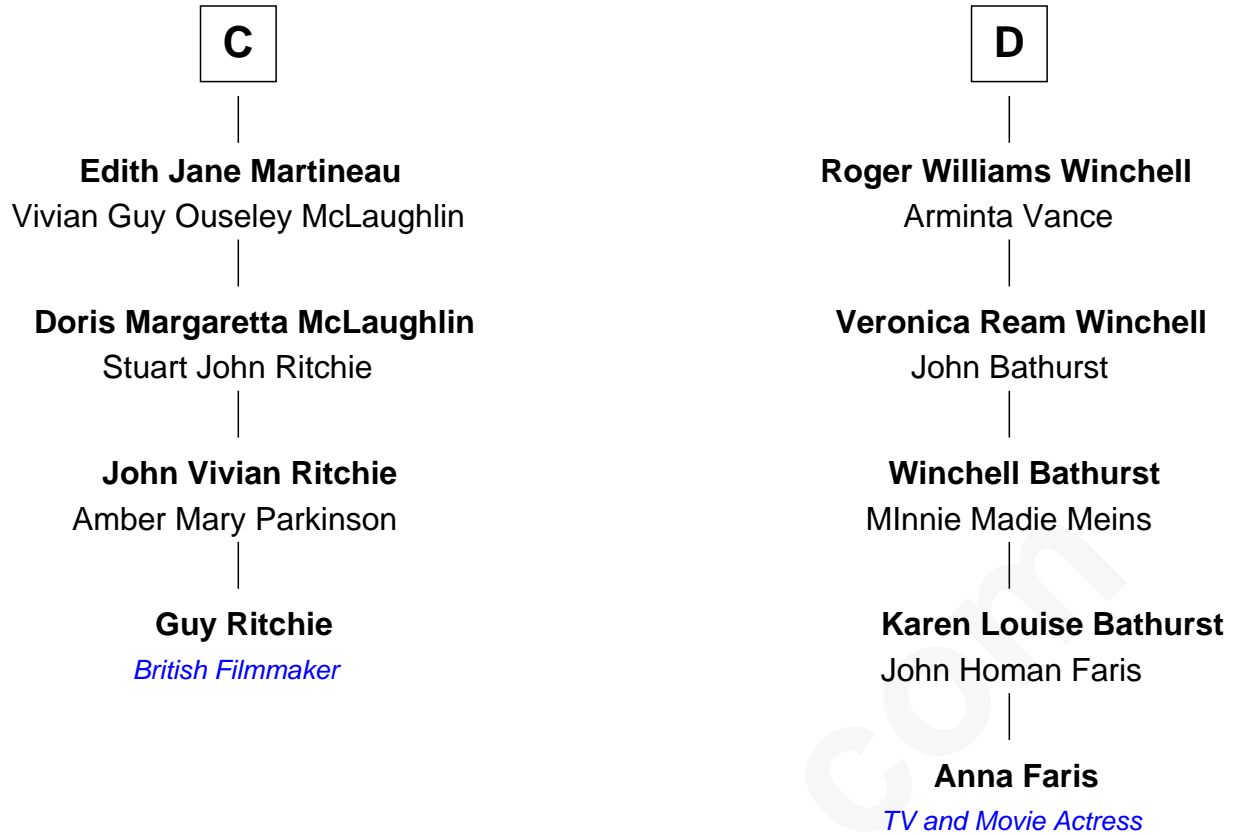 C
Edith Jane Martineau
Vivian Guy Ouseley McLaughlin
Doris Margaretta McLaughlin
Stuart John Ritchie
John Vivian Ritchie
Amber Mary Parkinson
Guy Ritchie
British Filmmaker
D
Roger Williams Winchell
Arminta Vance
Veronica Ream Winchell
John Bathurst
Winchell Bathurst
MInnie Madie Meins
Karen Louise Bathurst
John Homan Faris
Anna Faris
TV and Movie Actress
com